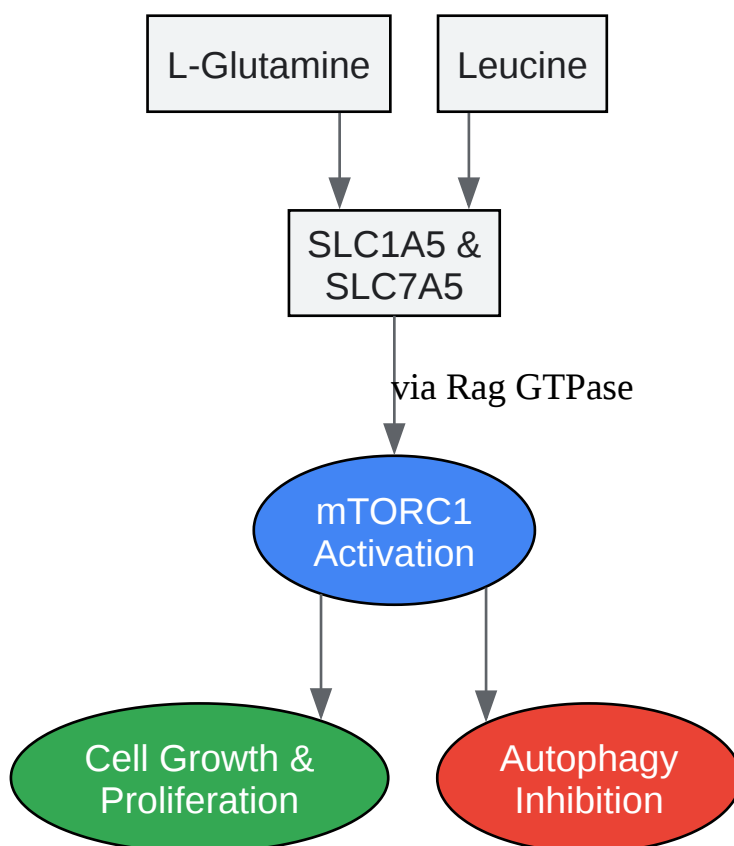 L-Glutamine
Leucine
SLC1A5 &
SLC7A5
via Rag GTPase
mTORC1
Activation
Cell Growth &
Proliferation
Autophagy
Inhibition